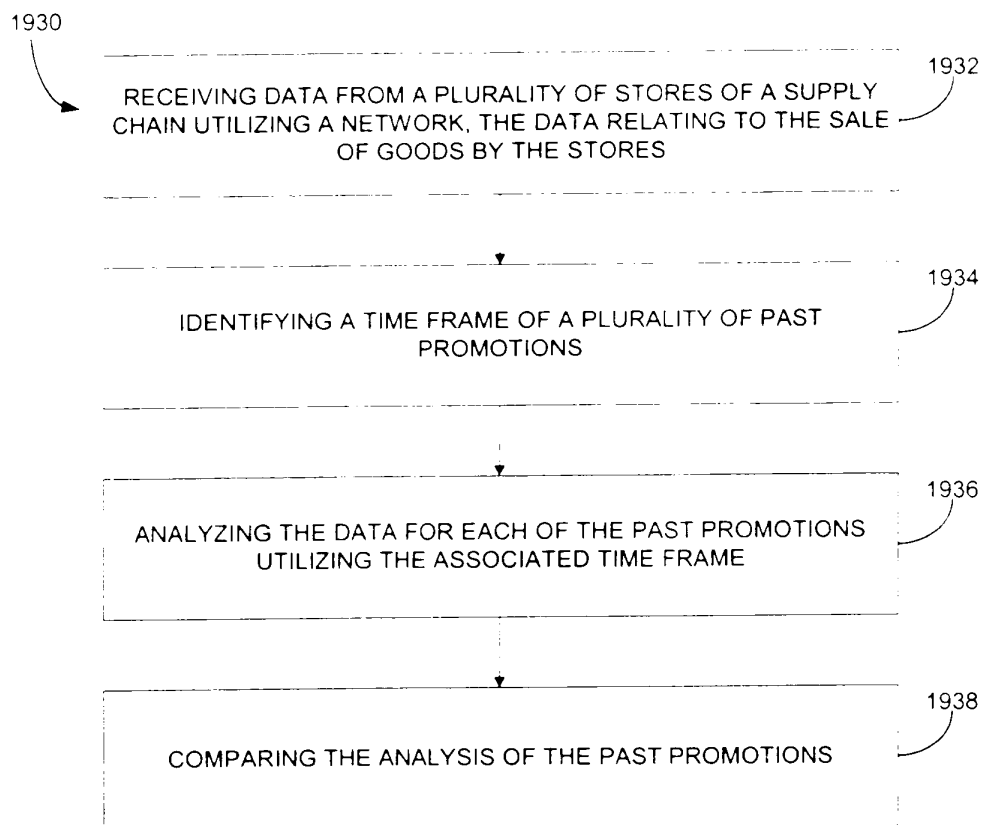 1930
1932
RECEIVING DATA FROM A PLURALITY OF STORES OF A SUPPLY
CHAIN UTILIZING A NETWORK, THE DATA RELATING TO THE SALE
OF GOODS BY THE STORES
1934
IDENTIFYING A TIME FRAME OF A PLURALITY OF PAST
PROMOTIONS
1936
ANALYZING THE DATA FOR EACH OF THE PAST PROMOTIONS
UTILIZING THE ASSOCIATED TIME FRAME
1938
COMPARING THE ANALYSIS OF THE PAST PROMOTIONS